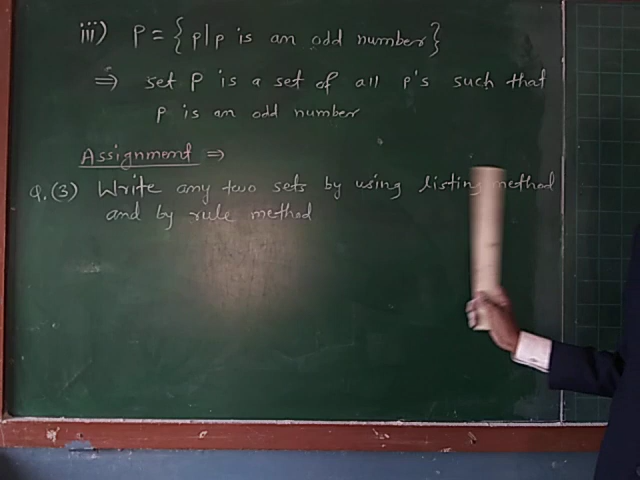 iii) P = { p | p is an odd number }
⇒ set P is a set of all p's such that
p is an odd number
Assignment ⇒
Q.(3) Write any two sets by using listing method
and by rule method